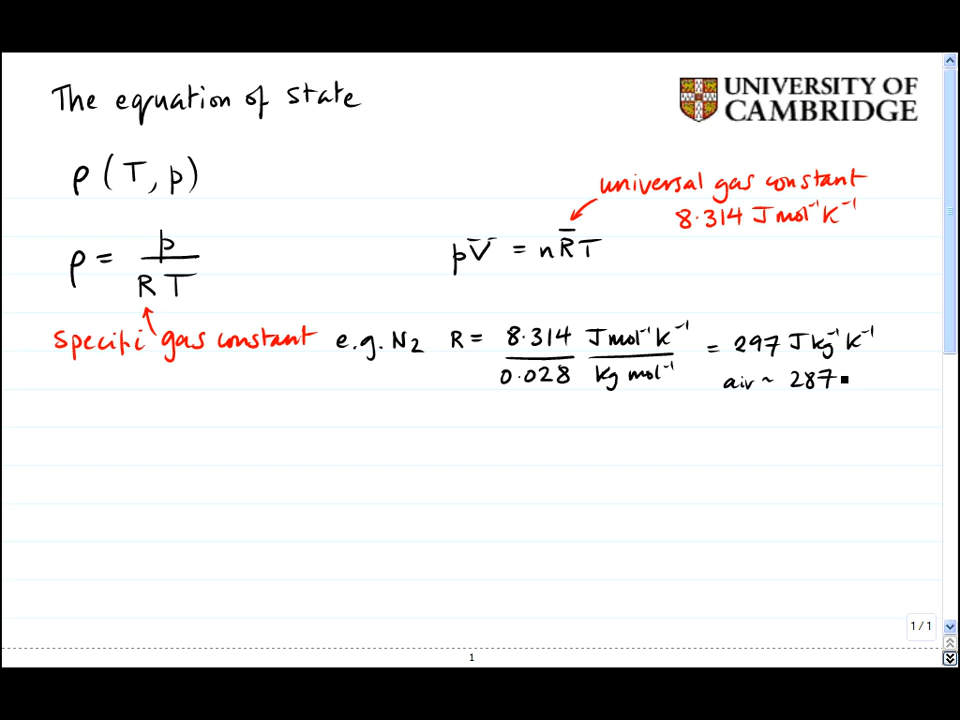 The equation of state
UNIVERSITY OF
CAMBRIDGE
ρ (T, p)
universal gas constant
8.314 J mol⁻¹ K⁻¹
ρ = p / R T
pV̅ = nR̅T
specific gas constant e.g. N₂ R = 8.314 / 0.028 J mol⁻¹ K⁻¹ / kg mol⁻¹ = 297 J kg⁻¹ K⁻¹
air ~ 287
1 / 1
1